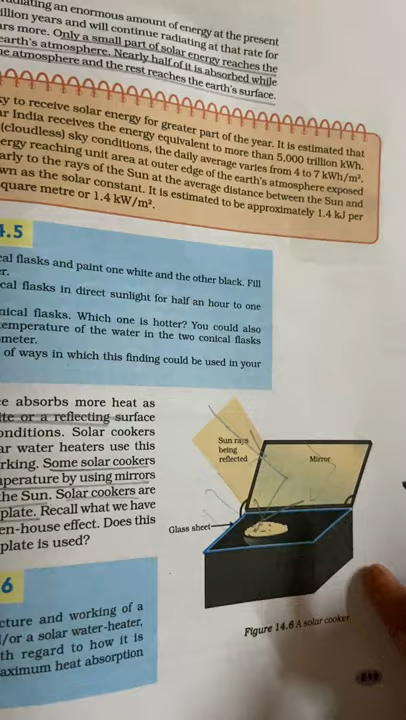 radiating an enormous amount of energy at the present
illion years and will continue radiating at that rate for
ars more. Only a small part of solar energy reaches the
earth's atmosphere. Nearly half of it is absorbed while
he atmosphere and the rest reaches the earth's surface.
ky to receive solar energy for greater part of the year. It is estimated that
ar India receives the energy equivalent to more than 5,000 trillion kWh.
(cloudless) sky conditions, the daily average varies from 4 to 7 kWh/m².
ergy reaching unit area at outer edge of the earth's atmosphere exposed
arly to the rays of the Sun at the average distance between the Sun and
wn as the solar constant. It is estimated to be approximately 1.4 kJ per
quare metre or 1.4 kW/m².
4.5
cal flasks and paint one white and the other black. Fill
er.
cal flasks in direct sunlight for half an hour to one
nical flasks. Which one is hotter? You could also
temperature of the water in the two conical flasks
ometer.
of ways in which this finding could be used in your
ce absorbs more heat as
ite or a reflecting surface
onditions. Solar cookers
ar water heaters use this
rking. Some solar cookers
perature by using mirrors
the Sun. Solar cookers are
plate. Recall what we have
en-house effect. Does this
plate is used?
Sun rays
being
reflected
Mirror
Glass sheet
Figure 14.6 A solar cooker
6
cture and working of a
/or a solar water-heater,
th regard to how it is
aximum heat absorption